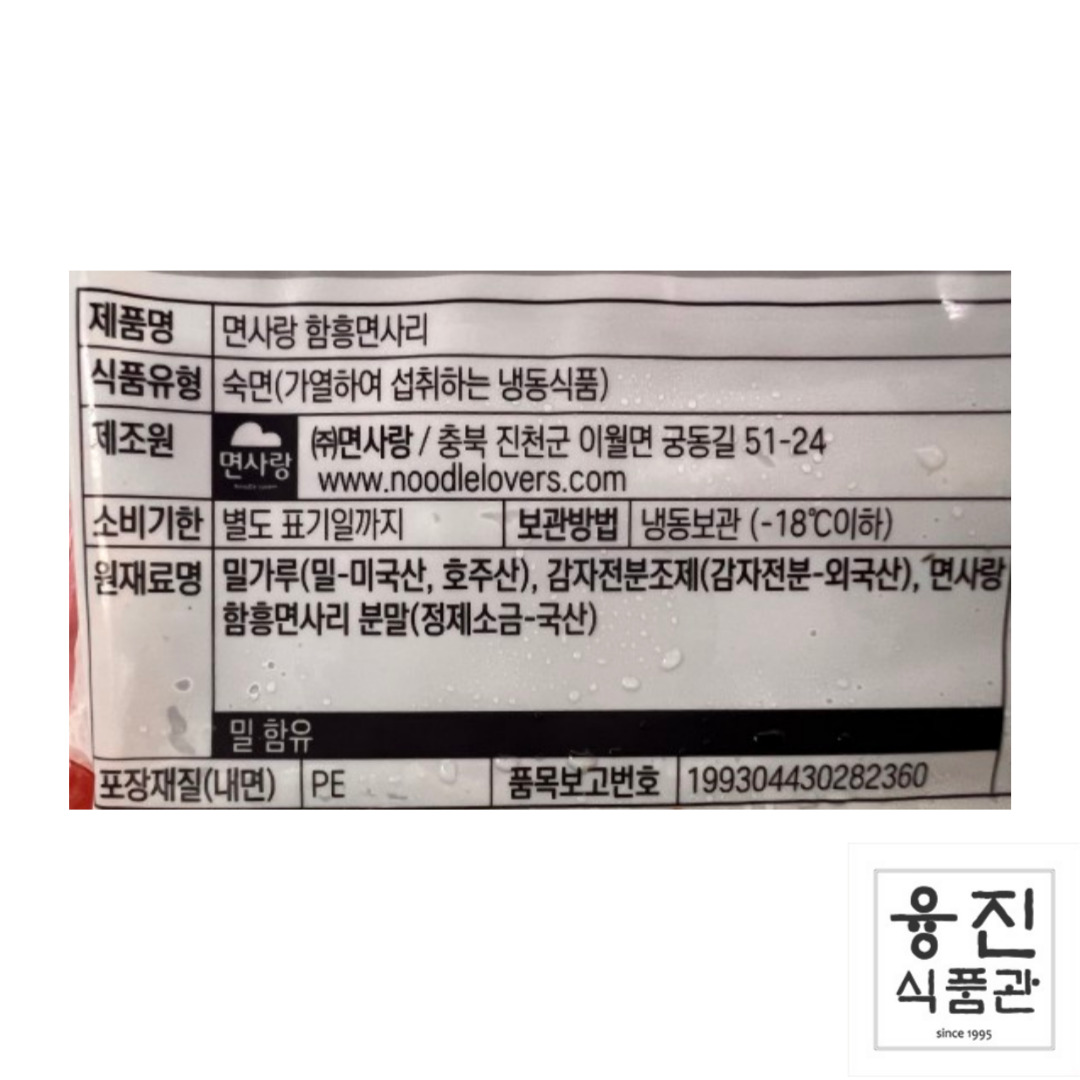 제품명 면사랑 함흥면사리
식품유형 숙면(가열하여 섭취하는 냉동식품)
제조원 면사랑 ㈜면사랑 / 충북 진천군 이월면 궁동길 51-24
www.noodlelovers.com
소비기한 별도 표기일까지 보관방법 냉동보관 (-18℃이하)
원재료명 밀가루(밀-미국산, 호주산), 감자전분조제(감자전분-외국산), 면사랑
함흥면사리 분말(정제소금-국산)
밀 함유
포장재질(내면) PE 품목보고번호 199304430282360
웅진
식품관
since 1995